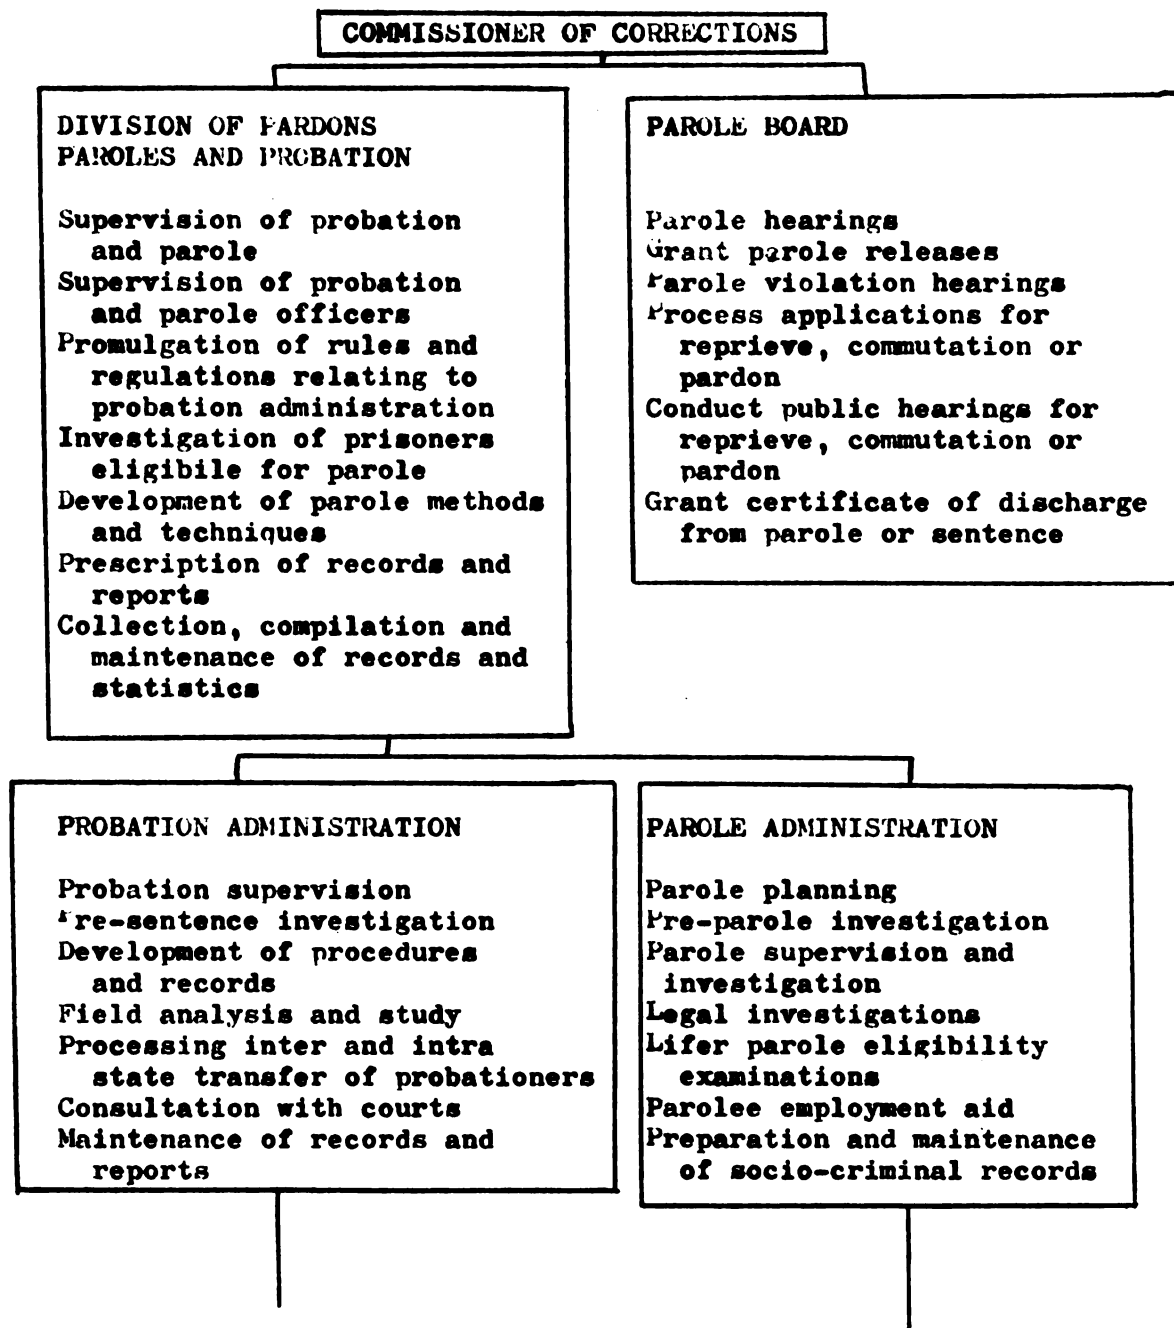 COMMISSIONER OF CORRECTIONS
DIVISION OF PARDONS
PAROLES AND PROBATION
Supervision of probation
and parole
Supervision of probation
and parole officers
Promulgation of rules and
regulations relating to
probation administration
Investigation of prisoners
eligibile for parole
Development of parole methods
and techniques
Prescription of records and
reports
Collection, compilation and
maintenance of records and
statistics
PAROLE BOARD
Parole hearings
Grant parole releases
Parole violation hearings
Process applications for
reprieve, commutation or
pardon
Conduct public hearings for
reprieve, commutation or
pardon
Grant certificate of discharge
from parole or sentence
PROBATION ADMINISTRATION
Probation supervision
Pre-sentence investigation
Development of procedures
and records
Field analysis and study
Processing inter and intra
state transfer of probationers
Consultation with courts
Maintenance of records and
reports
PAROLE ADMINISTRATION
Parole planning
Pre-parole investigation
Parole supervision and
investigation
Legal investigations
Lifer parole eligibility
examinations
Parolee employment aid
Preparation and maintenance
of socio-criminal records